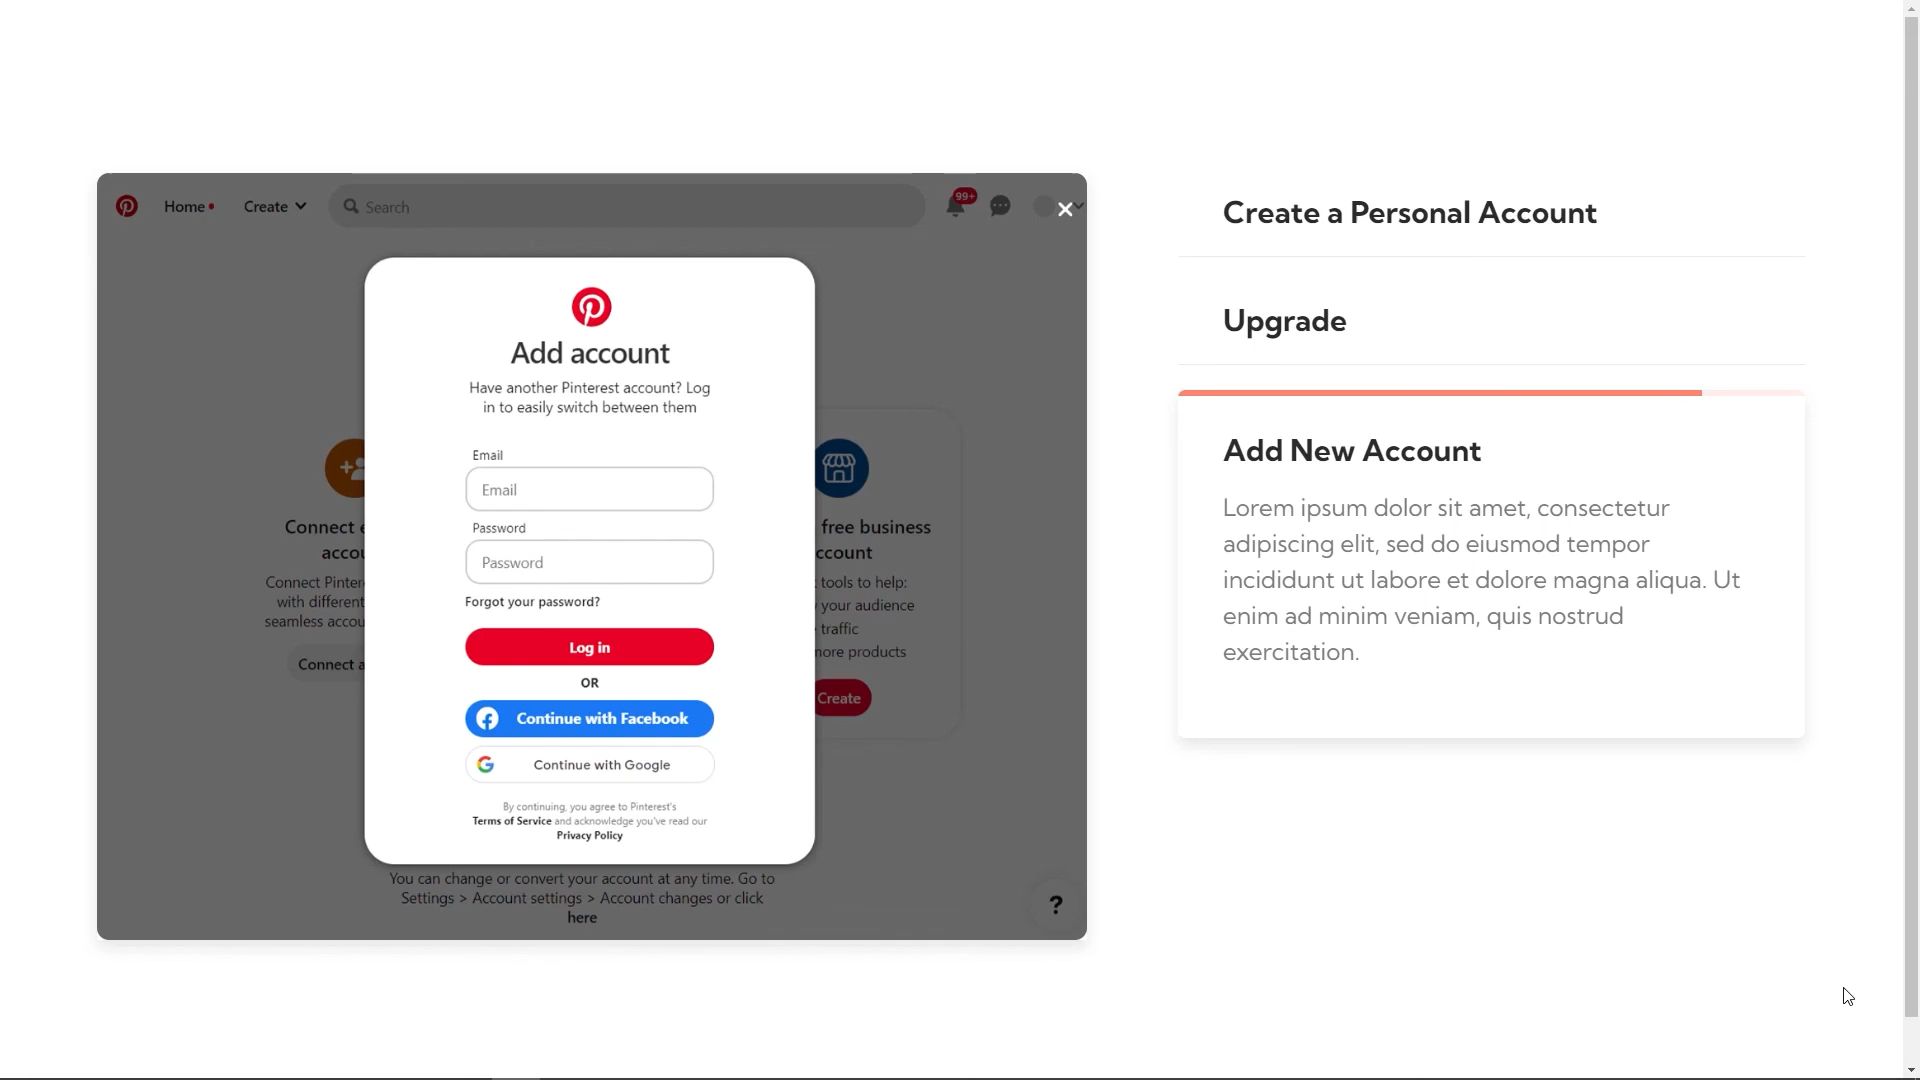 Home
Create
Search
99+
Add account
Have another Pinterest account? Log
in to easily switch between them
Email
Email
Password
Password
Forgot your password?
Log in
OR
Continue with Facebook
Continue with Google
By continuing, you agree to Pinterest's
Terms of Service and acknowledge you've read our
Privacy Policy
Connect
Connect
with different
seamless
Connect
free business
tools to help:
your audience
traffic
more products
Create
You can change or convert your account at any time. Go to
Settings > Account settings > Account changes or click
here
?
Create a Personal Account
Upgrade
Add New Account
Lorem ipsum dolor sit amet, consectetur
adipiscing elit, sed do eiusmod tempor
incididunt ut labore et dolore magna aliqua. Ut
enim ad minim veniam, quis nostrud
exercitation.